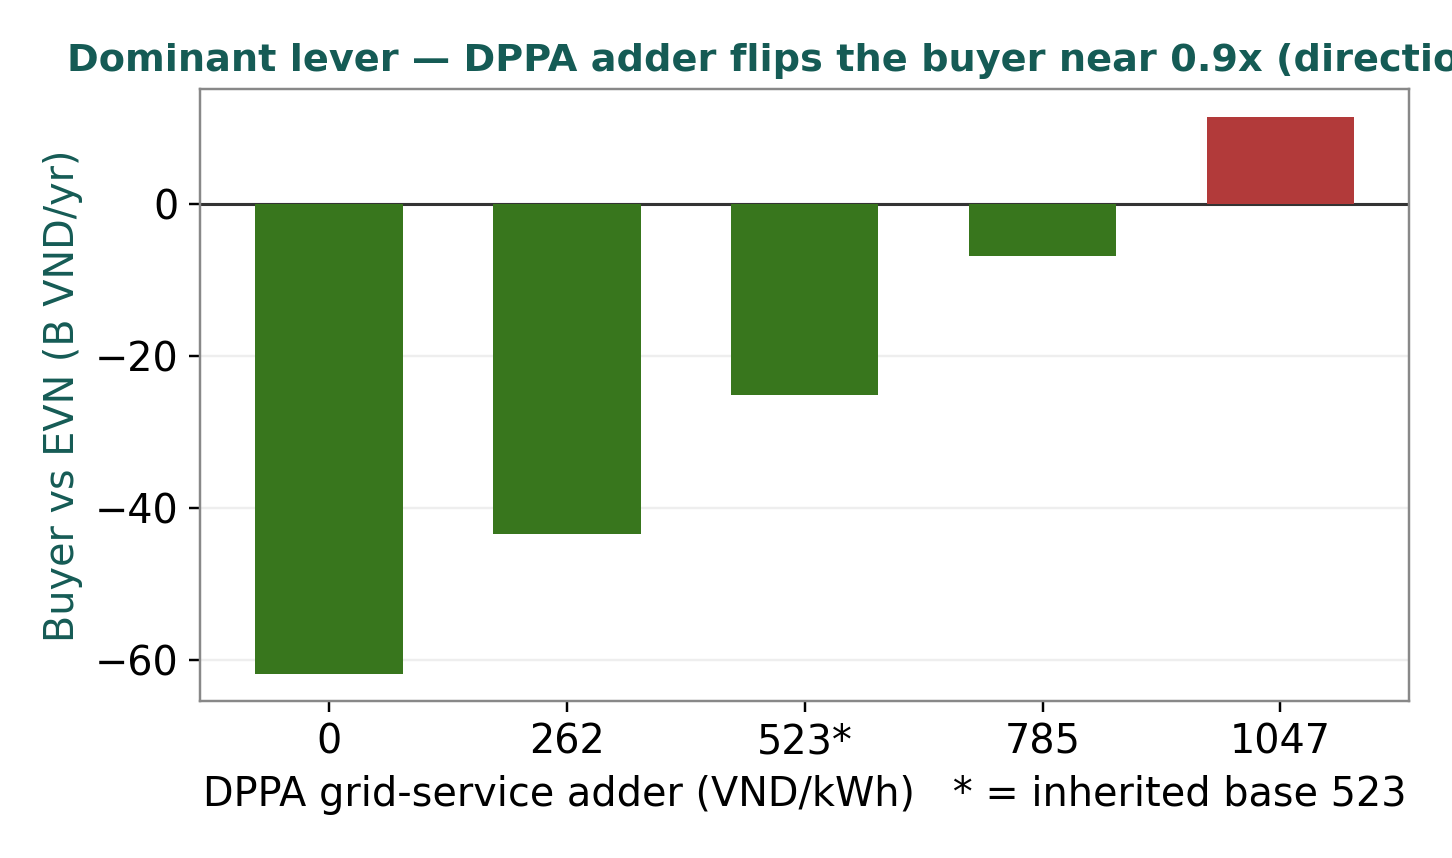 Dominant lever — DPPA adder flips the buyer near 0.9x (directio
Buyer vs EVN (B VND/yr)
0
−20
−40
−60
0 262 523* 785 1047
DPPA grid-service adder (VND/kWh) * = inherited base 523